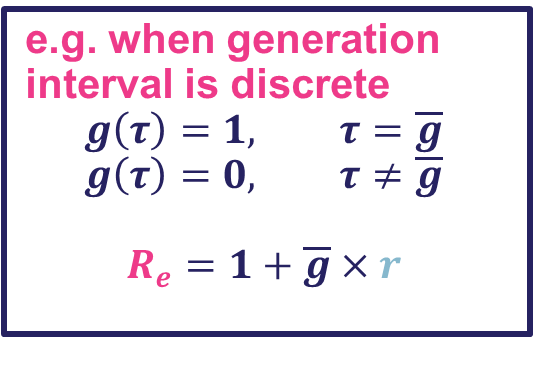 e.g. when generation
interval is discrete
g(τ) = 1, τ = g̅
g(τ) = 0, τ ≠ g̅
Rₑ = 1 + g̅ × r